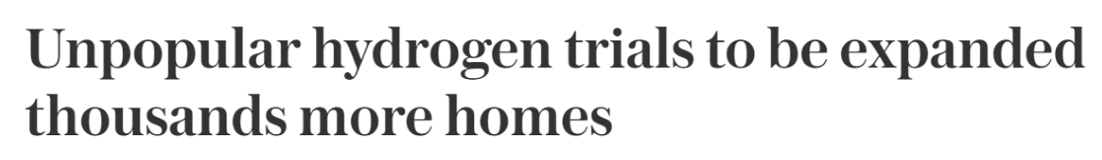 Unpopular hydrogen trials to be expanded
thousands more homes